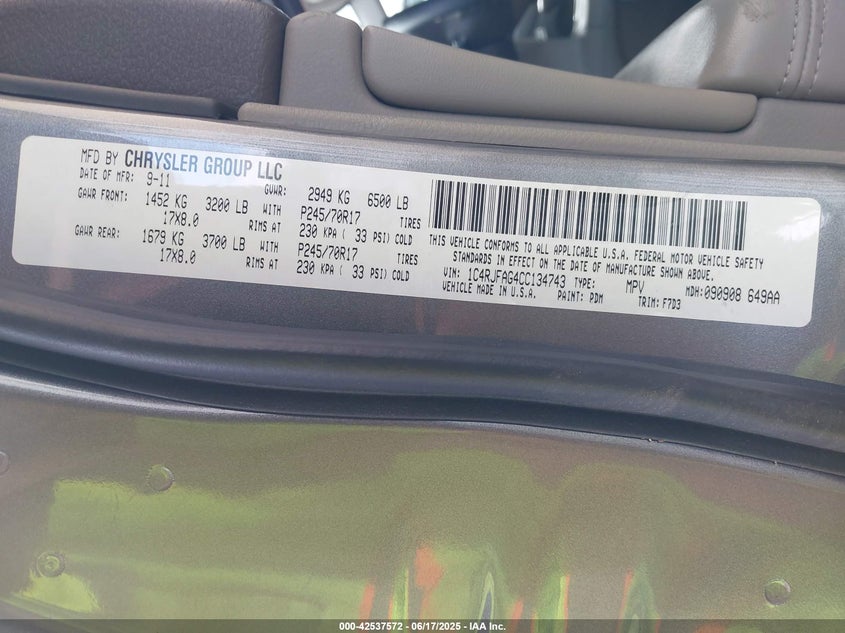 MFD BY CHRYSLER GROUP LLC
DATE OF MFR: 9-11 GVWR: 2949 KG 6500 LB
GAWR FRONT: 1452 KG 3200 LB WITH P245/70R17 TIRES
17X8.0 RIMS AT 230 KPA ( 33 PSI) COLD
GAWR REAR: 1679 KG 3700 LB WITH P245/70R17 TIRES
17X8.0 RIMS AT 230 KPA ( 33 PSI) COLD
THIS VEHICLE CONFORMS TO ALL APPLICABLE U.S.A. FEDERAL MOTOR VEHICLE SAFETY
STANDARDS IN EFFECT ON THE DATE OF MANUFACTURE SHOWN ABOVE.
VIN: 1C4RJFAG4CC134743 TYPE: MPV MDH: 090908 649AA
VEHICLE MADE IN U.S.A. PAINT: PDM TRIM: F7D3
000-42537572 06/17/2025 IAA Inc.